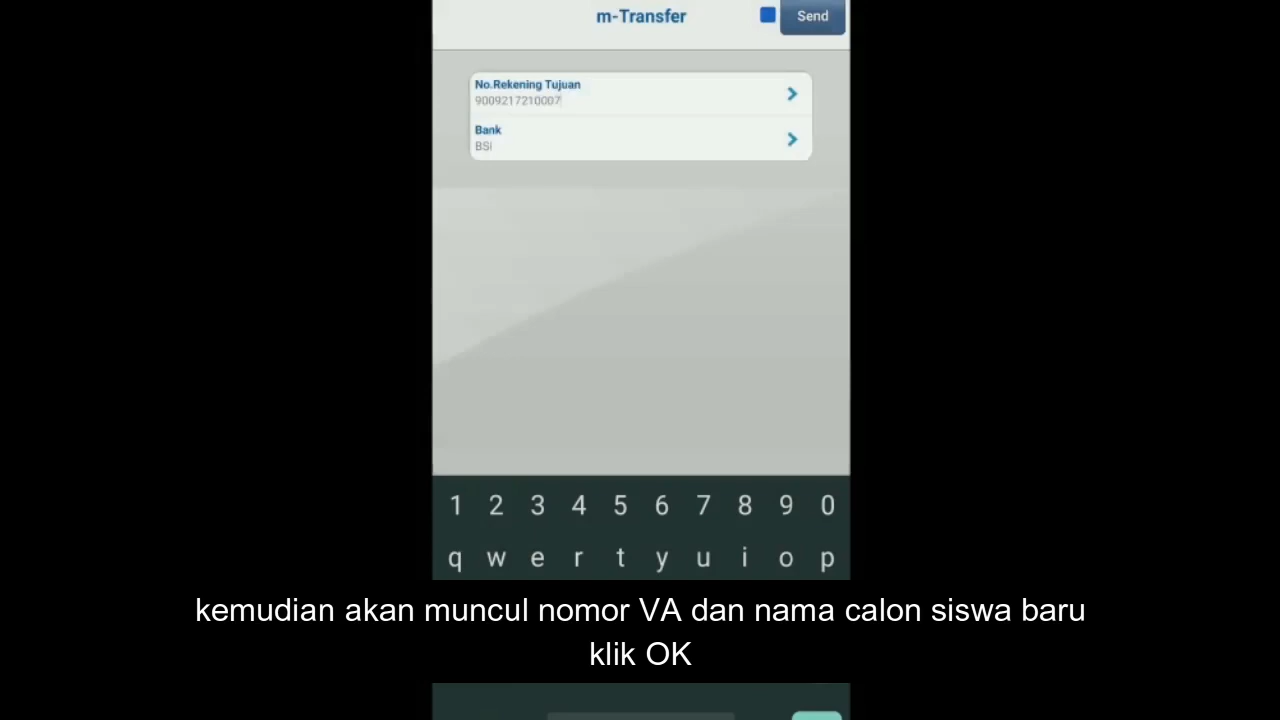 m-Transfer
Send
No.Rekening Tujuan
9009217210007
Bank
BSI
1 2 3 4 5 6 7 8 9 0
q w e r t y u i o p
kemudian akan muncul nomor VA dan nama calon siswa baru
klik OK